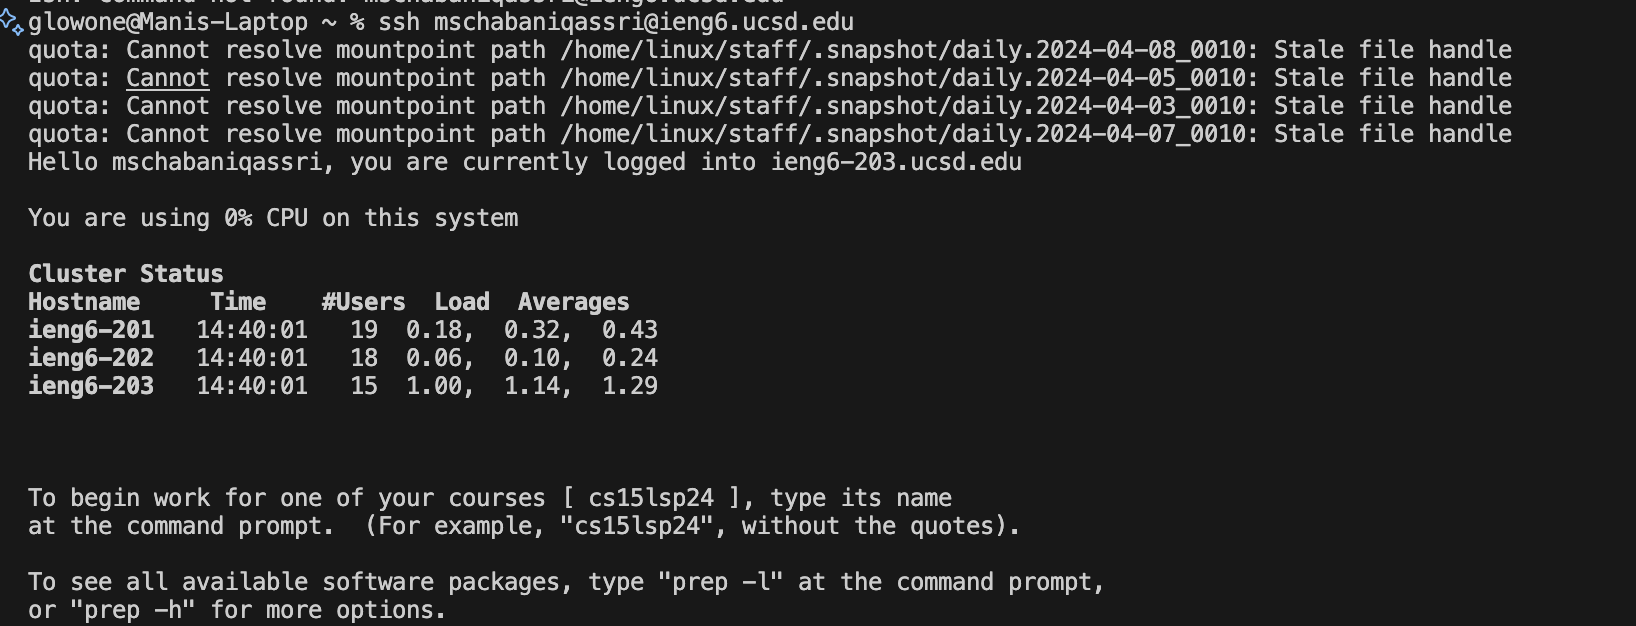 glowone@Manis-Laptop ~ % ssh mschabaniqassri@ieng6.ucsd.edu
quota: Cannot resolve mountpoint path /home/linux/staff/.snapshot/daily.2024-04-08_0010: Stale file handle
quota: Cannot resolve mountpoint path /home/linux/staff/.snapshot/daily.2024-04-05_0010: Stale file handle
quota: Cannot resolve mountpoint path /home/linux/staff/.snapshot/daily.2024-04-03_0010: Stale file handle
quota: Cannot resolve mountpoint path /home/linux/staff/.snapshot/daily.2024-04-07_0010: Stale file handle
Hello mschabaniqassri, you are currently logged into ieng6-203.ucsd.edu
You are using 0% CPU on this system
Cluster Status
Hostname     Time    #Users  Load  Averages
ieng6-201   14:40:01   19  0.18,  0.32,  0.43
ieng6-202   14:40:01   18  0.06,  0.10,  0.24
ieng6-203   14:40:01   15  1.00,  1.14,  1.29
To begin work for one of your courses [ cs15lsp24 ], type its name
at the command prompt.  (For example, "cs15lsp24", without the quotes).
To see all available software packages, type "prep -l" at the command prompt,
or "prep -h" for more options.